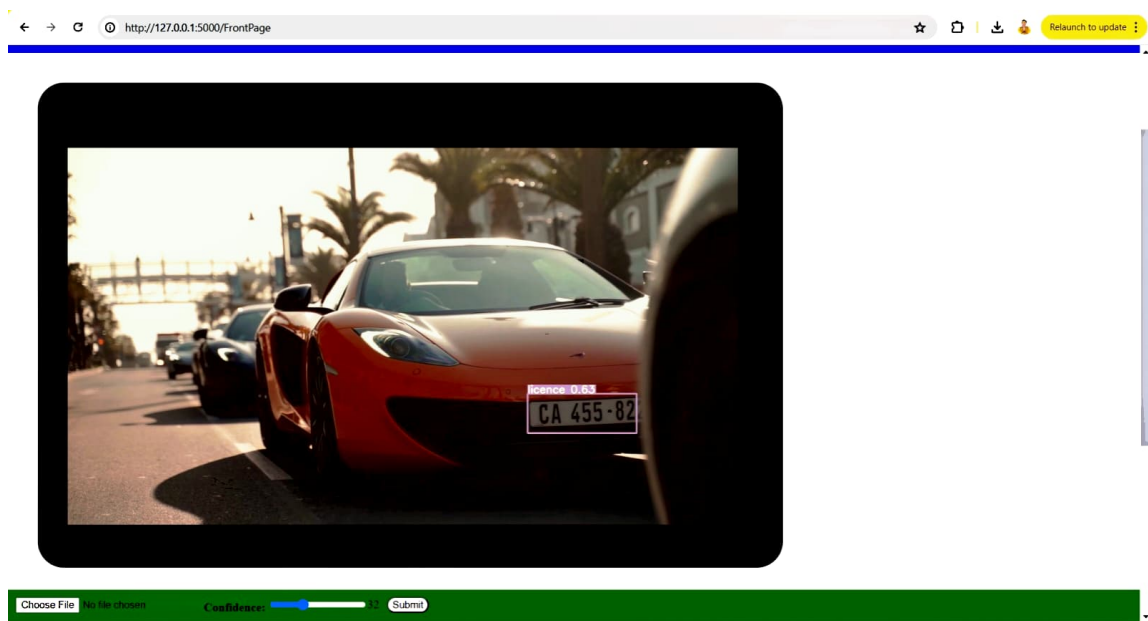 http://127.0.0.1:5000/FrontPage
Relaunch to update
licence 0.63
CA 455-822
Choose File No file chosen Confidence: 32 Submit